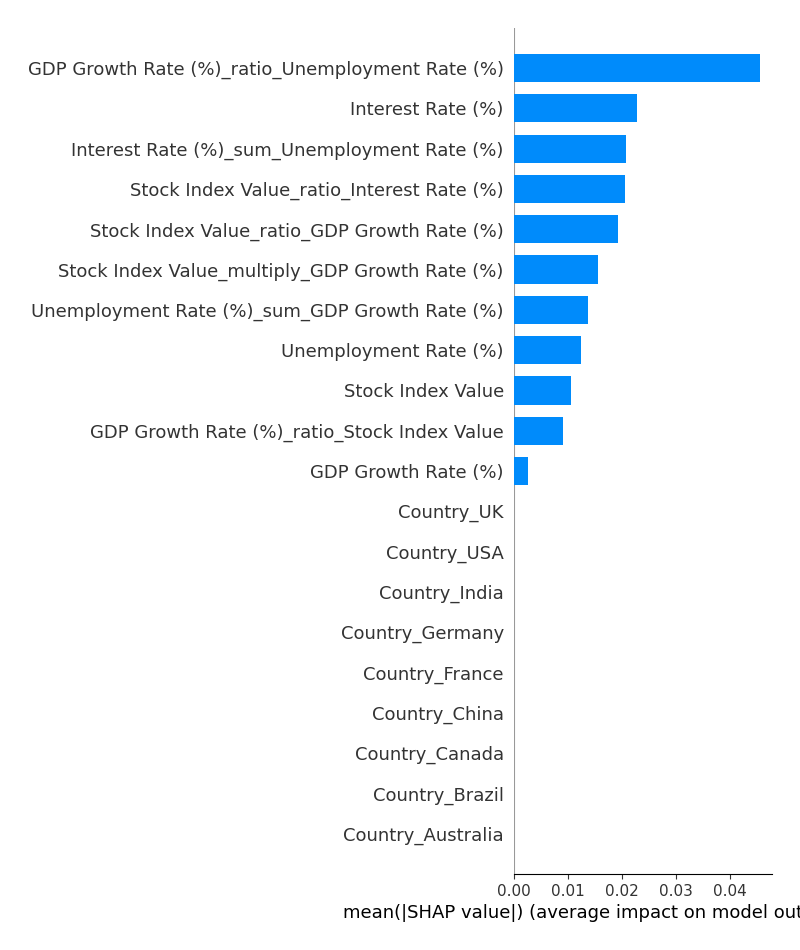 GDP Growth Rate (%)_ratio_Unemployment Rate (%)
Interest Rate (%)
Interest Rate (%)_sum_Unemployment Rate (%)
Stock Index Value_ratio_Interest Rate (%)
Stock Index Value_ratio_GDP Growth Rate (%)
Stock Index Value_multiply_GDP Growth Rate (%)
Unemployment Rate (%)_sum_GDP Growth Rate (%)
Unemployment Rate (%)
Stock Index Value
GDP Growth Rate (%)_ratio_Stock Index Value
GDP Growth Rate (%)
Country_UK
Country_USA
Country_India
Country_Germany
Country_France
Country_China
Country_Canada
Country_Brazil
Country_Australia
0.00 0.01 0.02 0.03 0.04
mean(|SHAP value|) (average impact on model out